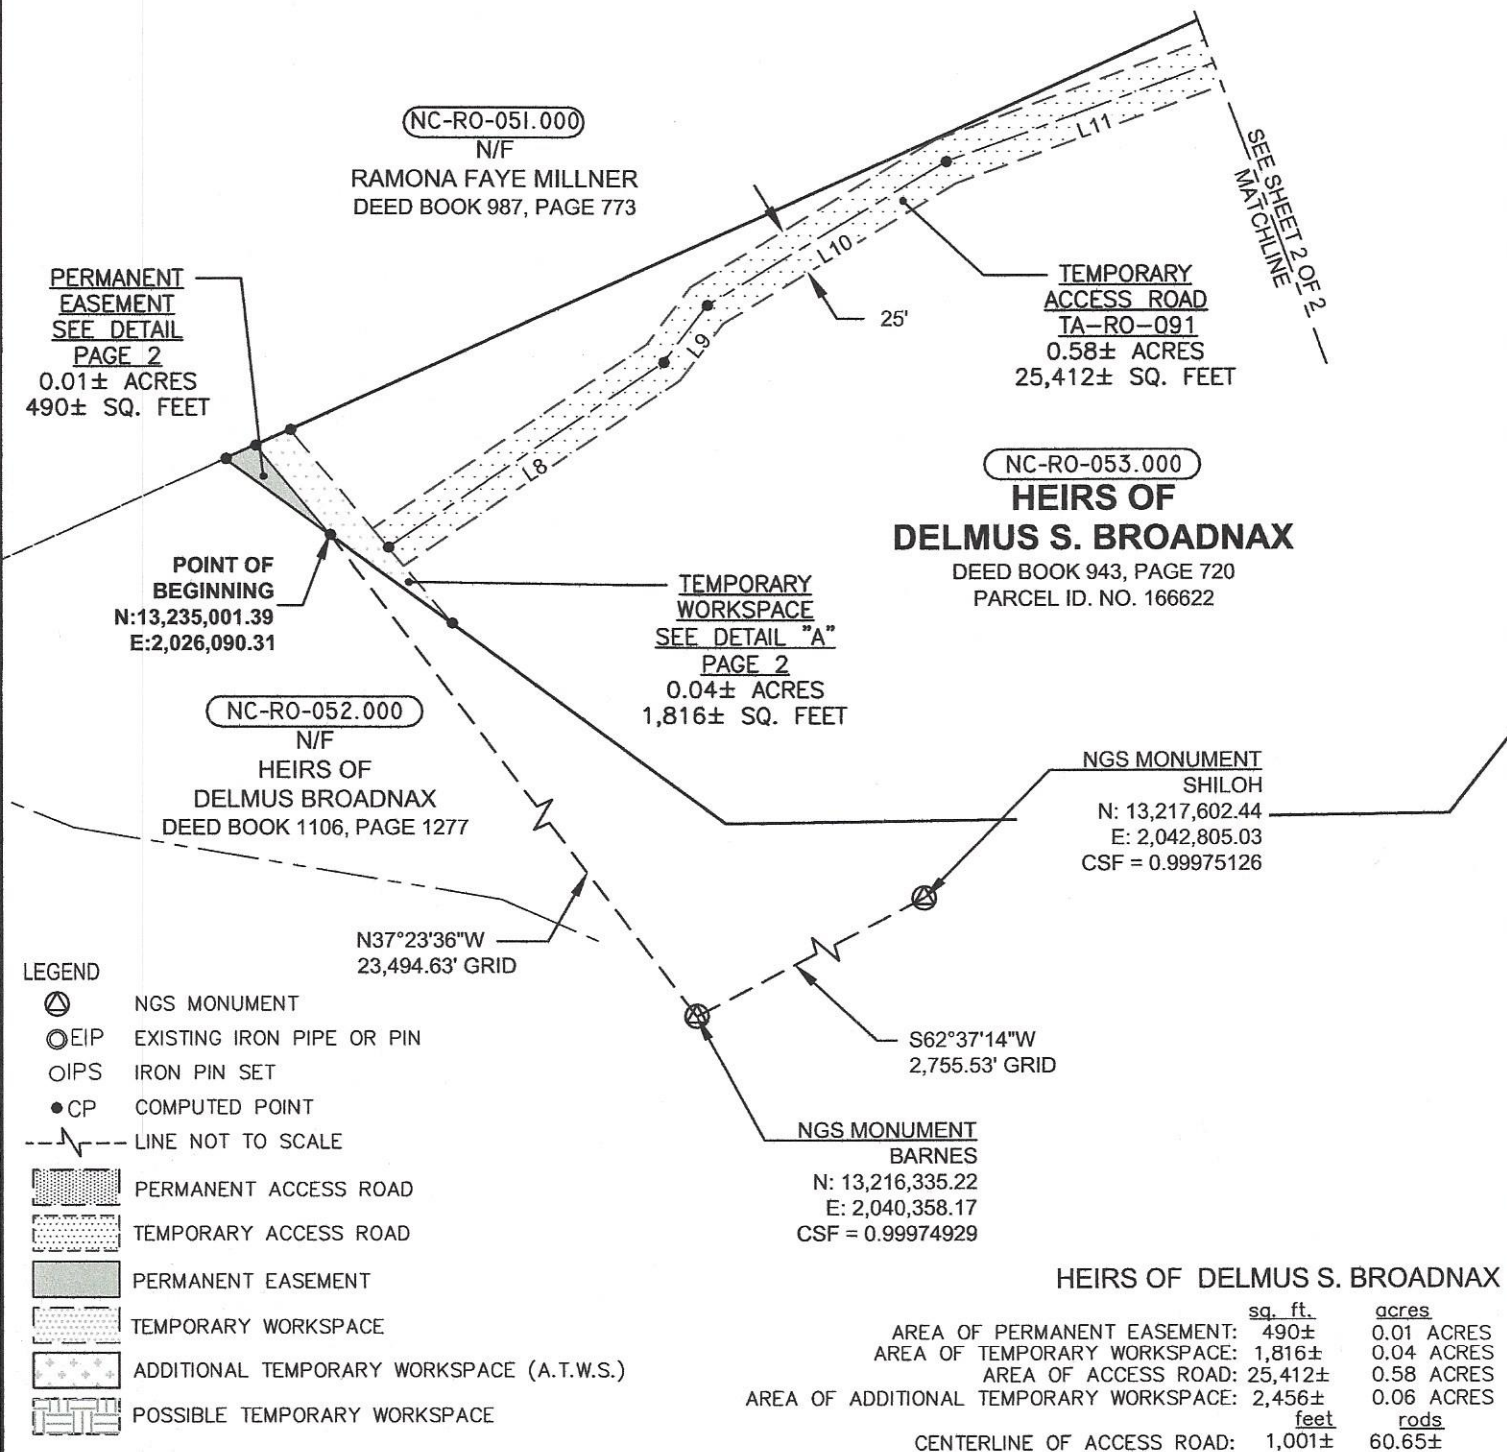 NC-RO-051.000
N/F
RAMONA FAYE MILLNER
DEED BOOK 987, PAGE 773
PERMANENT
EASEMENT
SEE DETAIL
PAGE 2
0.01± ACRES
490± SQ. FEET
L11
L10
L9
L8
25'
SEE SHEET 2 OF 2
MATCHLINE
TEMPORARY
ACCESS ROAD
TA-RO-091
0.58± ACRES
25,412± SQ. FEET
NC-RO-053.000
HEIRS OF
DELMUS S. BROADNAX
DEED BOOK 943, PAGE 720
PARCEL ID. NO. 166622
POINT OF
BEGINNING
N:13,235,001.39
E:2,026,090.31
TEMPORARY
WORKSPACE
SEE DETAIL "A"
PAGE 2
0.04± ACRES
1,816± SQ. FEET
NC-RO-052.000
N/F
HEIRS OF
DELMUS BROADNAX
DEED BOOK 1106, PAGE 1277
NGS MONUMENT
SHILOH
N: 13,217,602.44
E: 2,042,805.03
CSF = 0.99975126
N37°23'36"W
23,494.63' GRID
S62°37'14"W
2,755.53' GRID
NGS MONUMENT
BARNES
N: 13,216,335.22
E: 2,040,358.17
CSF = 0.99974929
LEGEND
NGS MONUMENT
EIP EXISTING IRON PIPE OR PIN
IPS IRON PIN SET
CP COMPUTED POINT
LINE NOT TO SCALE
PERMANENT ACCESS ROAD
TEMPORARY ACCESS ROAD
PERMANENT EASEMENT
TEMPORARY WORKSPACE
ADDITIONAL TEMPORARY WORKSPACE (A.T.W.S.)
POSSIBLE TEMPORARY WORKSPACE
HEIRS OF DELMUS S. BROADNAX
sq. ft. acres
AREA OF PERMANENT EASEMENT: 490± 0.01 ACRES
AREA OF TEMPORARY WORKSPACE: 1,816± 0.04 ACRES
AREA OF ACCESS ROAD: 25,412± 0.58 ACRES
AREA OF ADDITIONAL TEMPORARY WORKSPACE: 2,456± 0.06 ACRES
feet rods
CENTERLINE OF ACCESS ROAD: 1,001± 60.65±